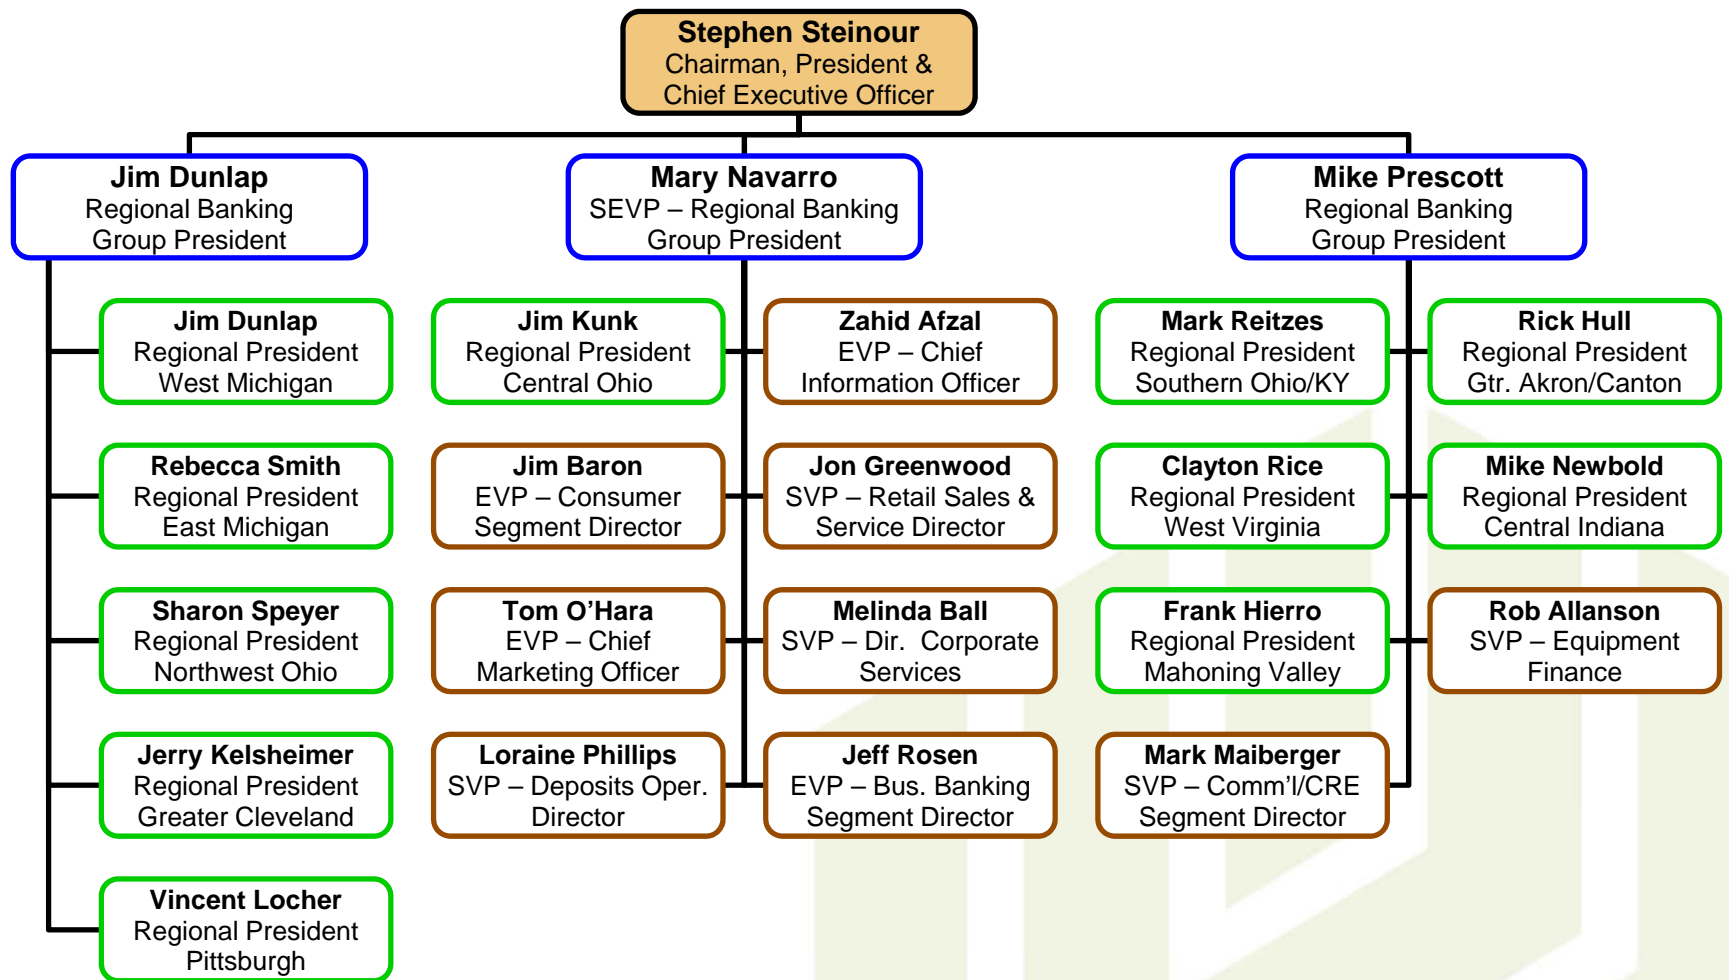 Stephen Steinour
Chairman, President &
Chief Executive Officer
Jim Dunlap
Regional Banking
Group President
Mary Navarro
SEVP – Regional Banking
Group President
Mike Prescott
Regional Banking
Group President
Jim Dunlap
Regional President
West Michigan
Jim Kunk
Regional President
Central Ohio
Zahid Afzal
EVP – Chief
Information Officer
Mark Reitzes
Regional President
Southern Ohio/KY
Rick Hull
Regional President
Gtr. Akron/Canton
Rebecca Smith
Regional President
East Michigan
Jim Baron
EVP – Consumer
Segment Director
Jon Greenwood
SVP – Retail Sales &
Service Director
Clayton Rice
Regional President
West Virginia
Mike Newbold
Regional President
Central Indiana
Sharon Speyer
Regional President
Northwest Ohio
Tom O’Hara
EVP – Chief
Marketing Officer
Melinda Ball
SVP – Dir. Corporate
Services
Frank Hierro
Regional President
Mahoning Valley
Rob Allanson
SVP – Equipment
Finance
Jerry Kelsheimer
Regional President
Greater Cleveland
Loraine Phillips
SVP – Deposits Oper.
Director
Jeff Rosen
EVP – Bus. Banking
Segment Director
Mark Maiberger
SVP – Comm’l/CRE
Segment Director
Vincent Locher
Regional President
Pittsburgh